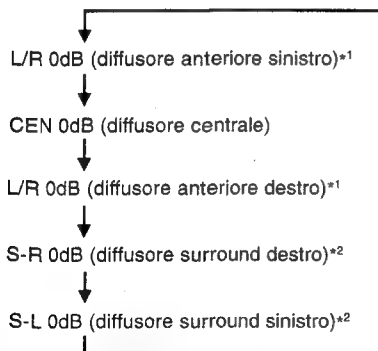 L/R 0dB (diffusore anteriore sinistro)*1
CEN 0dB (diffusore centrale)
L/R 0dB (diffusore anteriore destro)*1
S-R 0dB (diffusore surround destro)*2
S-L 0dB (diffusore surround sinistro)*2